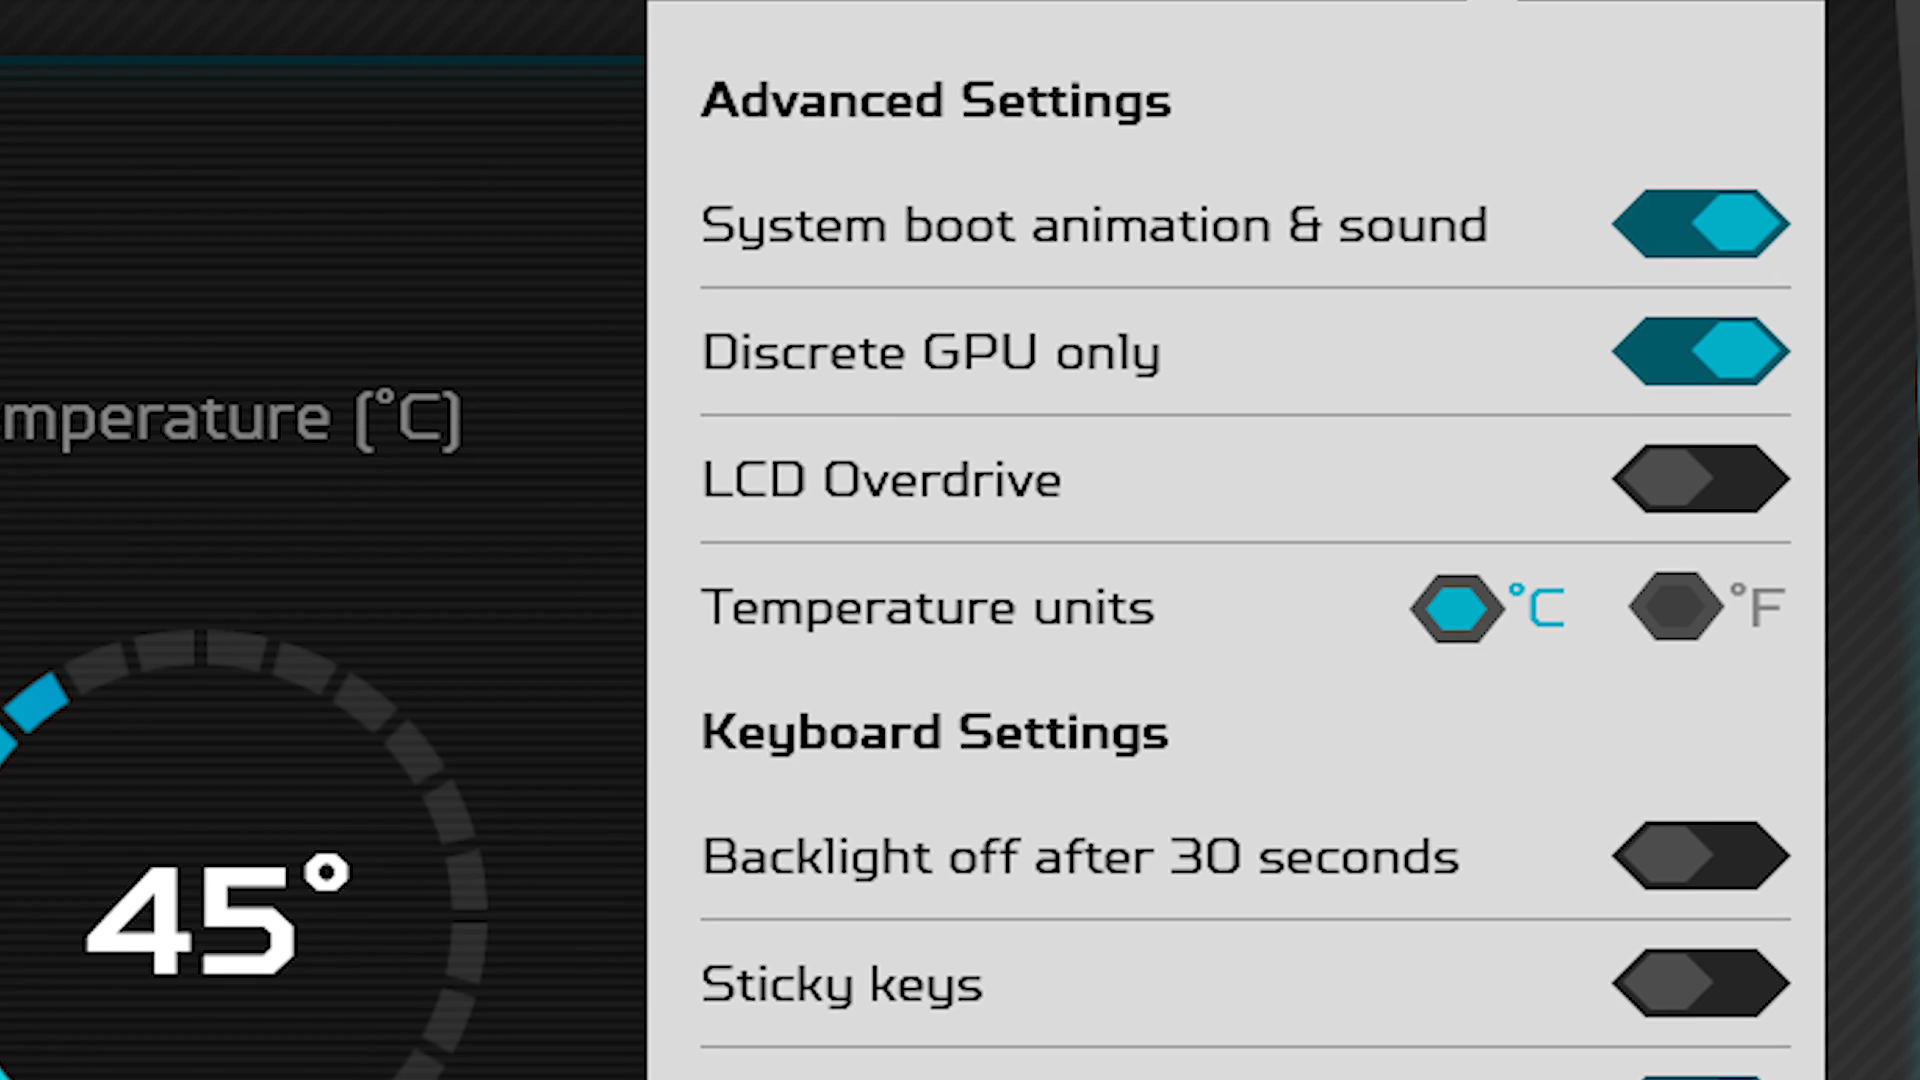 Advanced Settings
System boot animation & sound
Discrete GPU only
LCD Overdrive
Temperature units °C °F
Keyboard Settings
Backlight off after 30 seconds
Sticky keys
mperature (°C)
45°